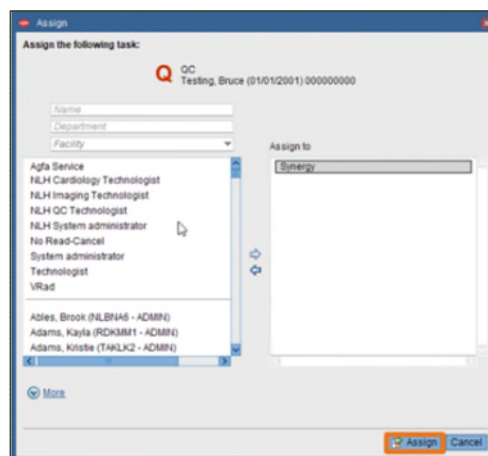 Assign
Assign the following task:
Q QC
Testing, Bruce (01/01/2001) 000000000
Name
Department
Facility
Assign to
Agfa Service
NLH Cardiology Technologist
NLH Imaging Technologist
NLH QC Technologist
NLH System administrator
No Read-Cancel
System administrator
Technologist
VRad
Ables, Brook (NLBNA6 - ADMIN)
Adams, Kayla (RDKMM1 - ADMIN)
Adams, Kristie (TAKLK2 - ADMIN)
Synergy
More
Assign
Cancel